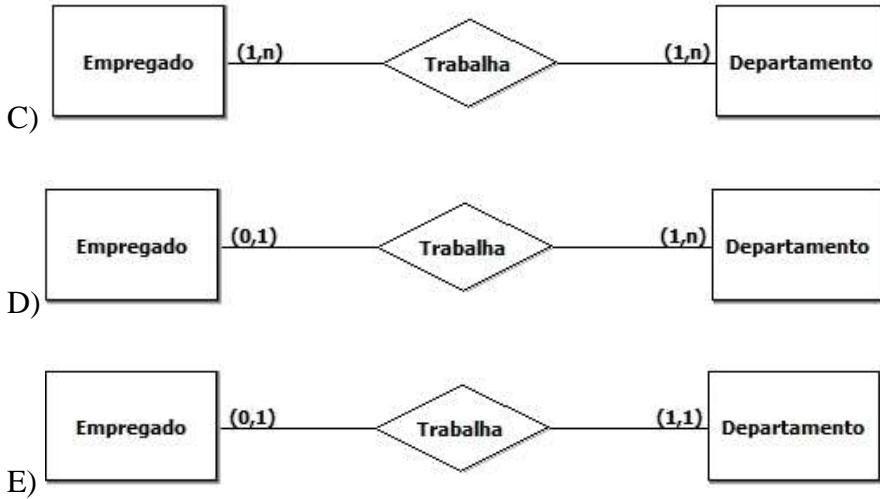 Empregado (1,n) Trabalha (1,n) Departamento
C)
Empregado (0,1) Trabalha (1,n) Departamento
D)
Empregado (0,1) Trabalha (1,1) Departamento
E)